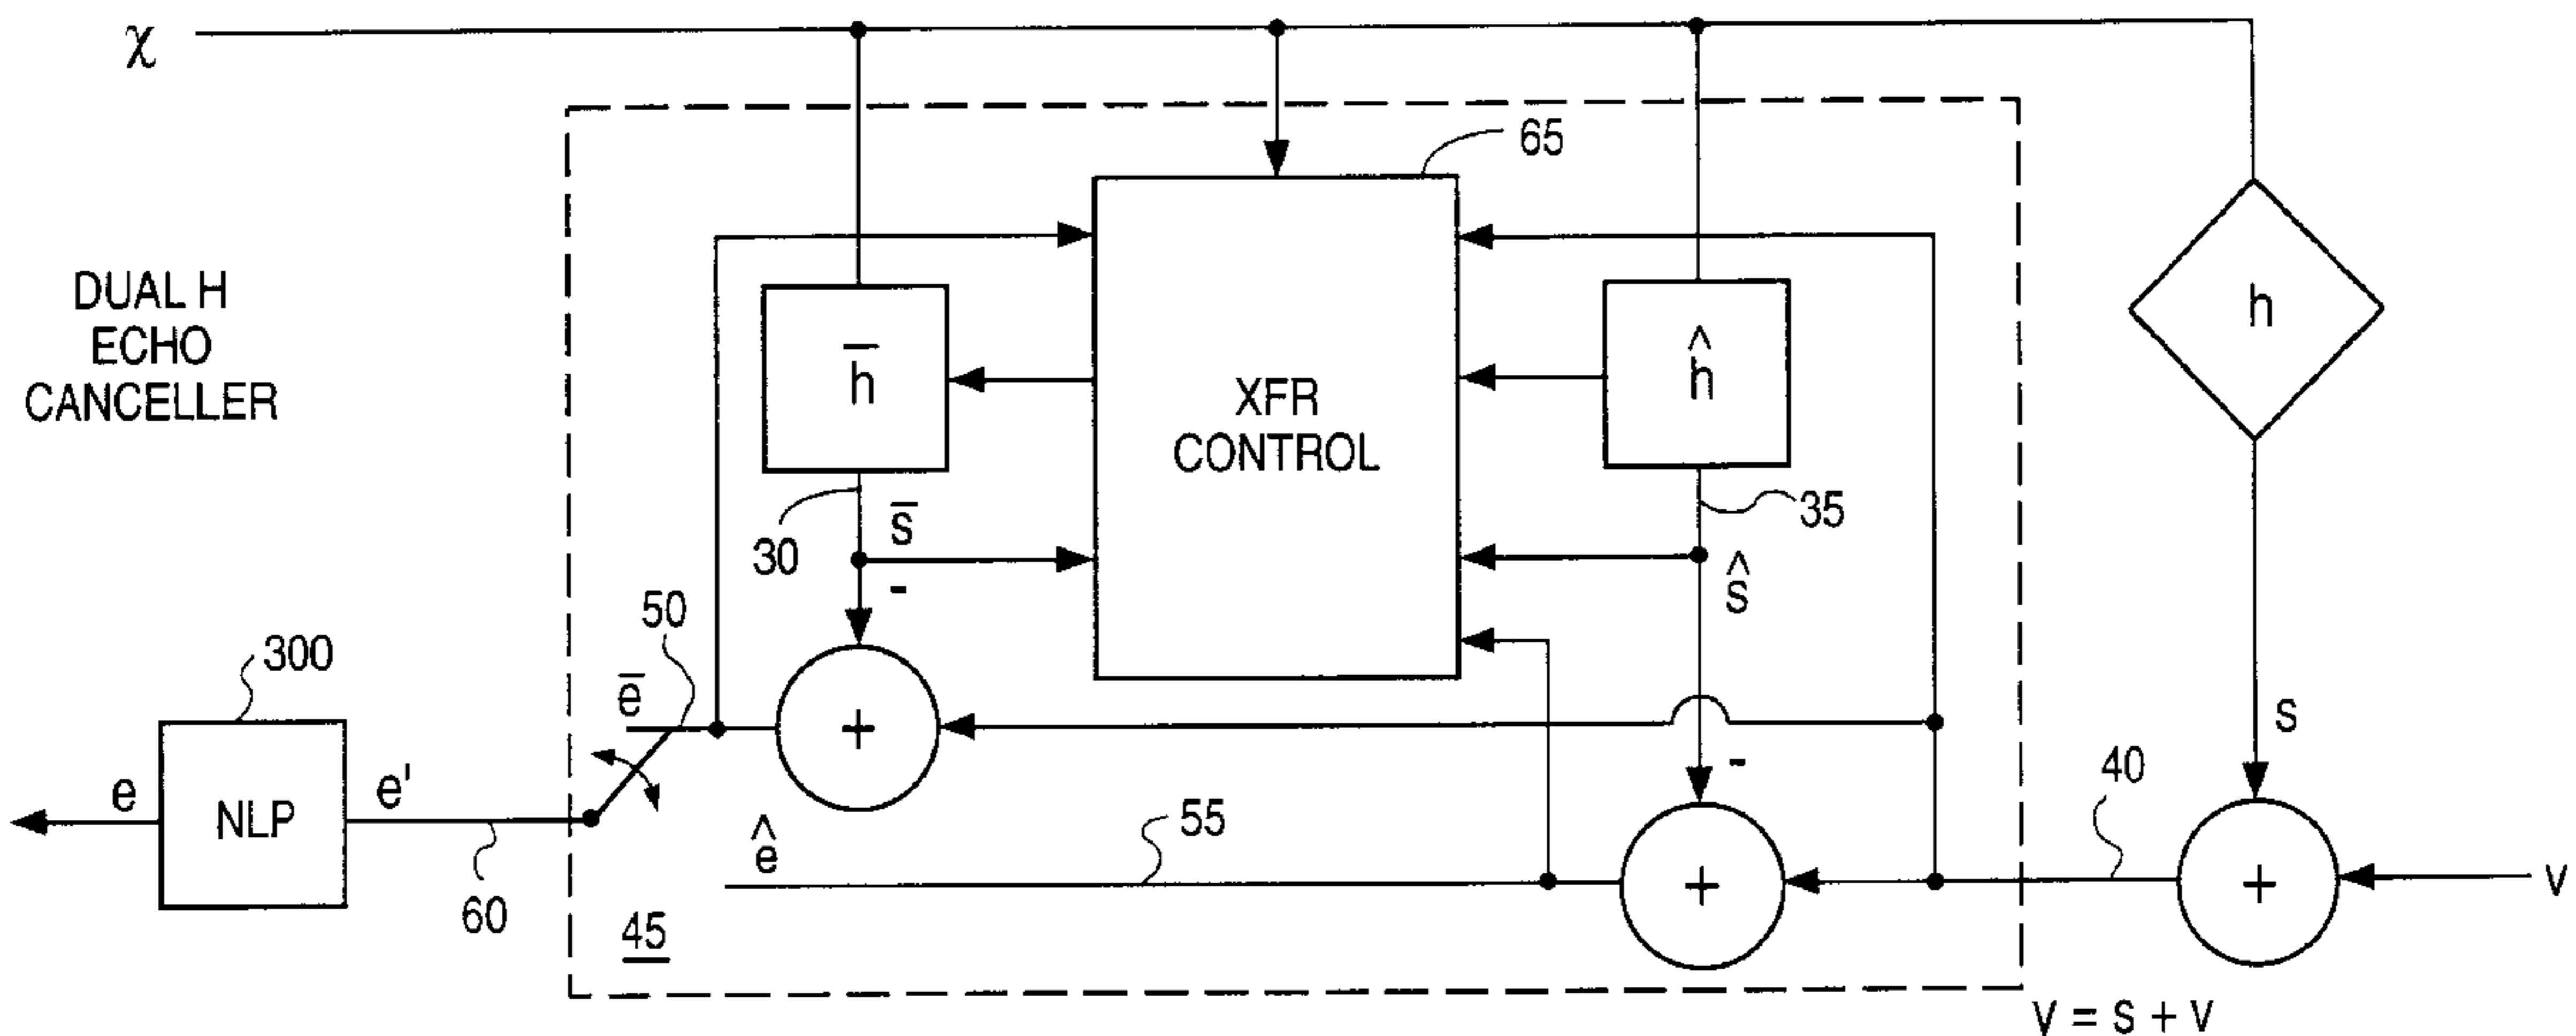 χ
65
DUAL H
ECHO
CANCELLER
h̄
XFR
CONTROL
ĥ
h
30
s̄
-
35
ŝ
50
300
ē
+
-
s
40
e
NLP
e'
60
ê
55
+
+
v
45
v = s + v